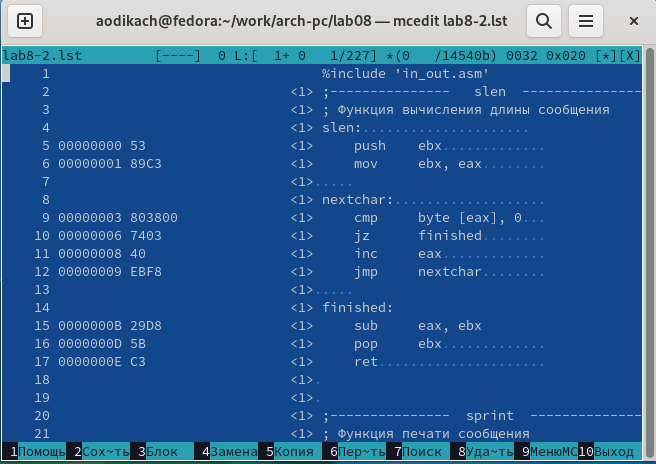 aodikach@fedora:~/work/arch-pc/lab08 — mcedit lab8-2.lst
lab8-2.lst [----] 0 L:[ 1+ 0 1/227] *(0 /14540b) 0032 0x020 [*][X]
1 %include 'in_out.asm'
2 <1> ;--------------- slen ---------------
3 <1> ; Функция вычисления длины сообщения
4 <1> slen:.....................
5 00000000 53 <1> push ebx.............
6 00000001 89C3 <1> mov ebx, eax........
7 <1>.....
8 <1> nextchar:...................
9 00000003 803800 <1> cmp byte [eax], 0...
10 00000006 7403 <1> jz finished........
11 00000008 40 <1> inc eax.............
12 00000009 EBF8 <1> jmp nextchar........
13 <1>.....
14 <1> finished:
15 0000000B 29D8 <1> sub eax, ebx
16 0000000D 5B <1> pop ebx.............
17 0000000E C3 <1> ret.....................
18 <1>.
19 <1>.
20 <1> ;--------------- sprint --------------
21 <1> ; Функция печати сообщения
1Помощь 2Сох~ть 3Блок 4Замена 5Копия 6Пер~ть 7Поиск 8Уда~ть 9МенюMC 10Выход